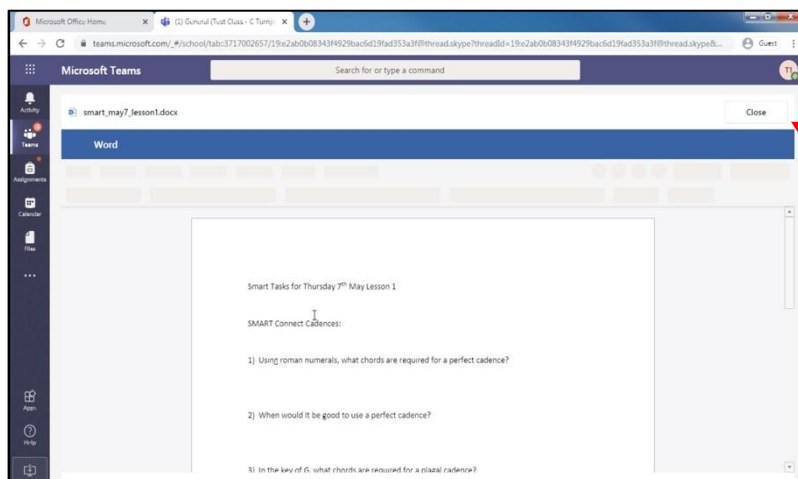 Microsoft Office Home
(1) General (Test Class - C Turnp
teams.microsoft.com/_#/school/tab:3717002657/19:e2ab0b08343f4929bac6d19fad353a3f@thread.skype?threadId=19:e2ab0b08343f4929bac6d19fad353a3f@thread.skype&...
Guest
Microsoft Teams
Search for or type a command
T1
Activity
smart_may7_lesson1.docx
Close
Teams
Word
Assignments
Calendar
Files
Smart Tasks for Thursday 7th May Lesson 1
SMART Connect Cadences:
1) Using roman numerals, what chords are required for a perfect cadence?
Apps
2) When would it be good to use a perfect cadence?
Help
3) In the key of G, what chords are required for a plagal cadence?